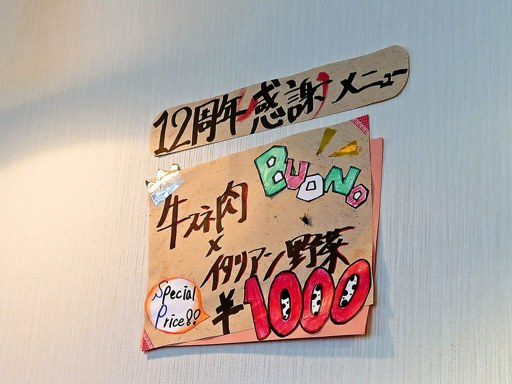 12周年感謝メニュー
BUONO
牛スネ肉
×
イタリアン野菜
Special
Price!!
¥1000